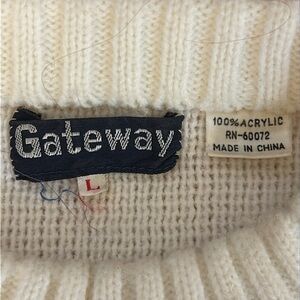 Gateway
L
100% ACRYLIC
RN-60072
MADE IN CHINA